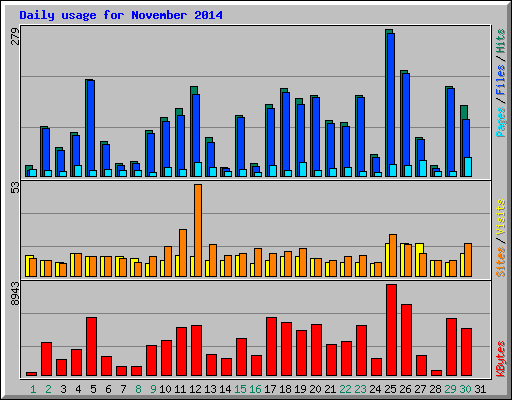 Daily usage for November 2014
279
Pages / Files / Hits
53
Sites / Visits
8943
KBytes
1 2 3 4 5 6 7 8 9 10 11 12 13 14 15 16 17 18 19 20 21 22 23 24 25 26 27 28 29 30 31